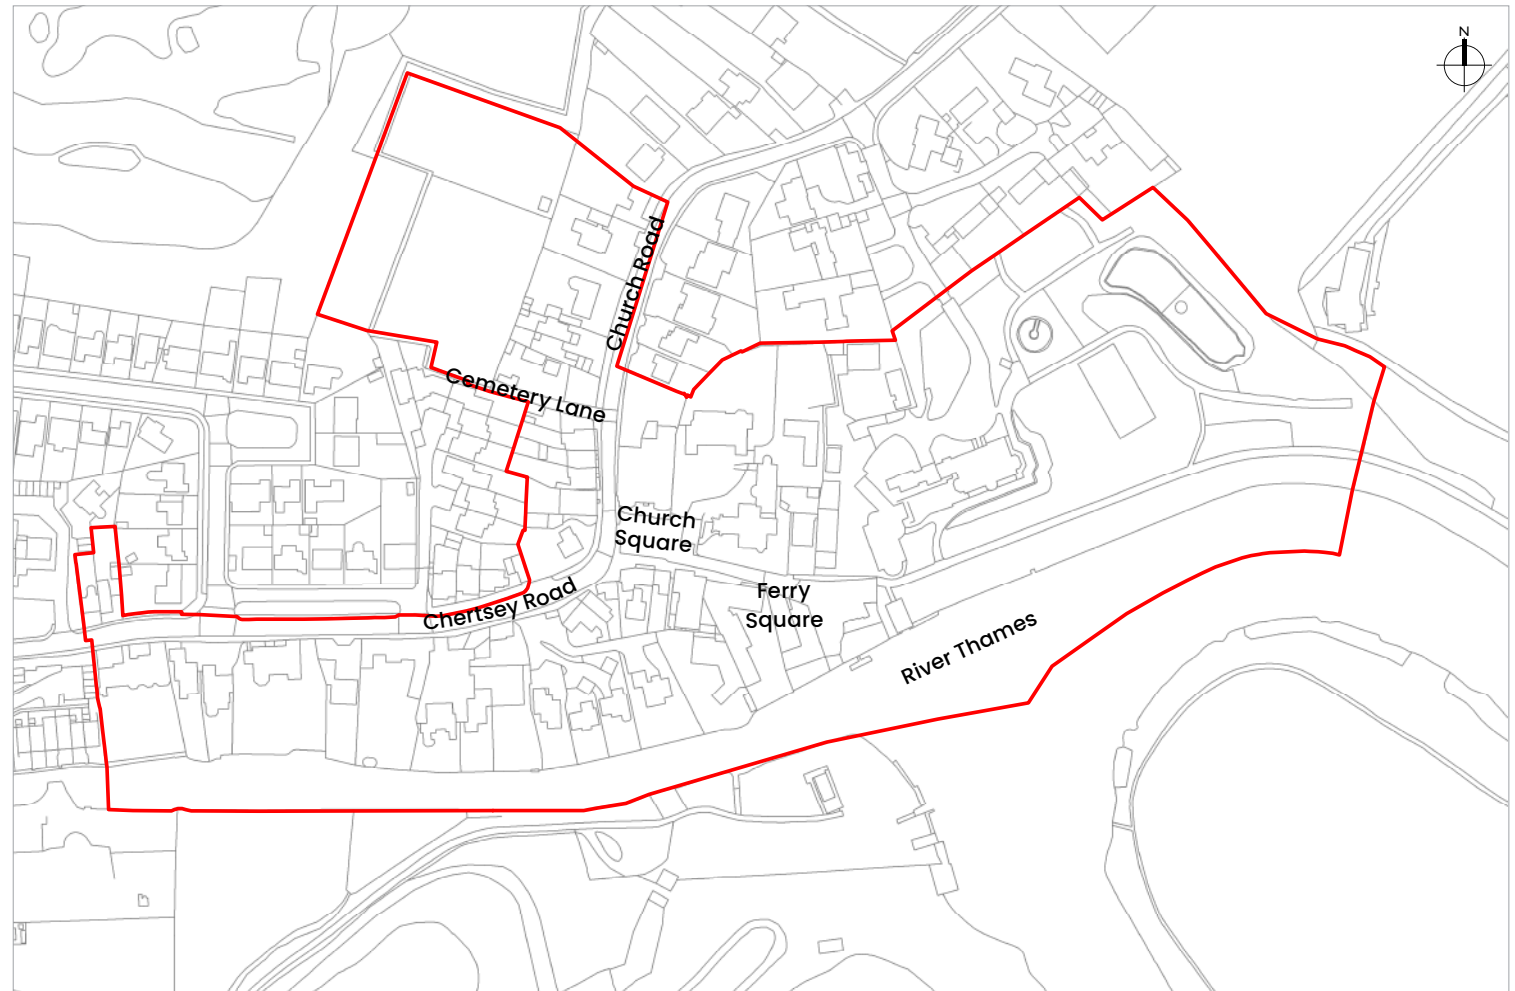 N
Church Road
Cemetery Lane
Church
Square
Ferry
Square
Chertsey Road
River Thames